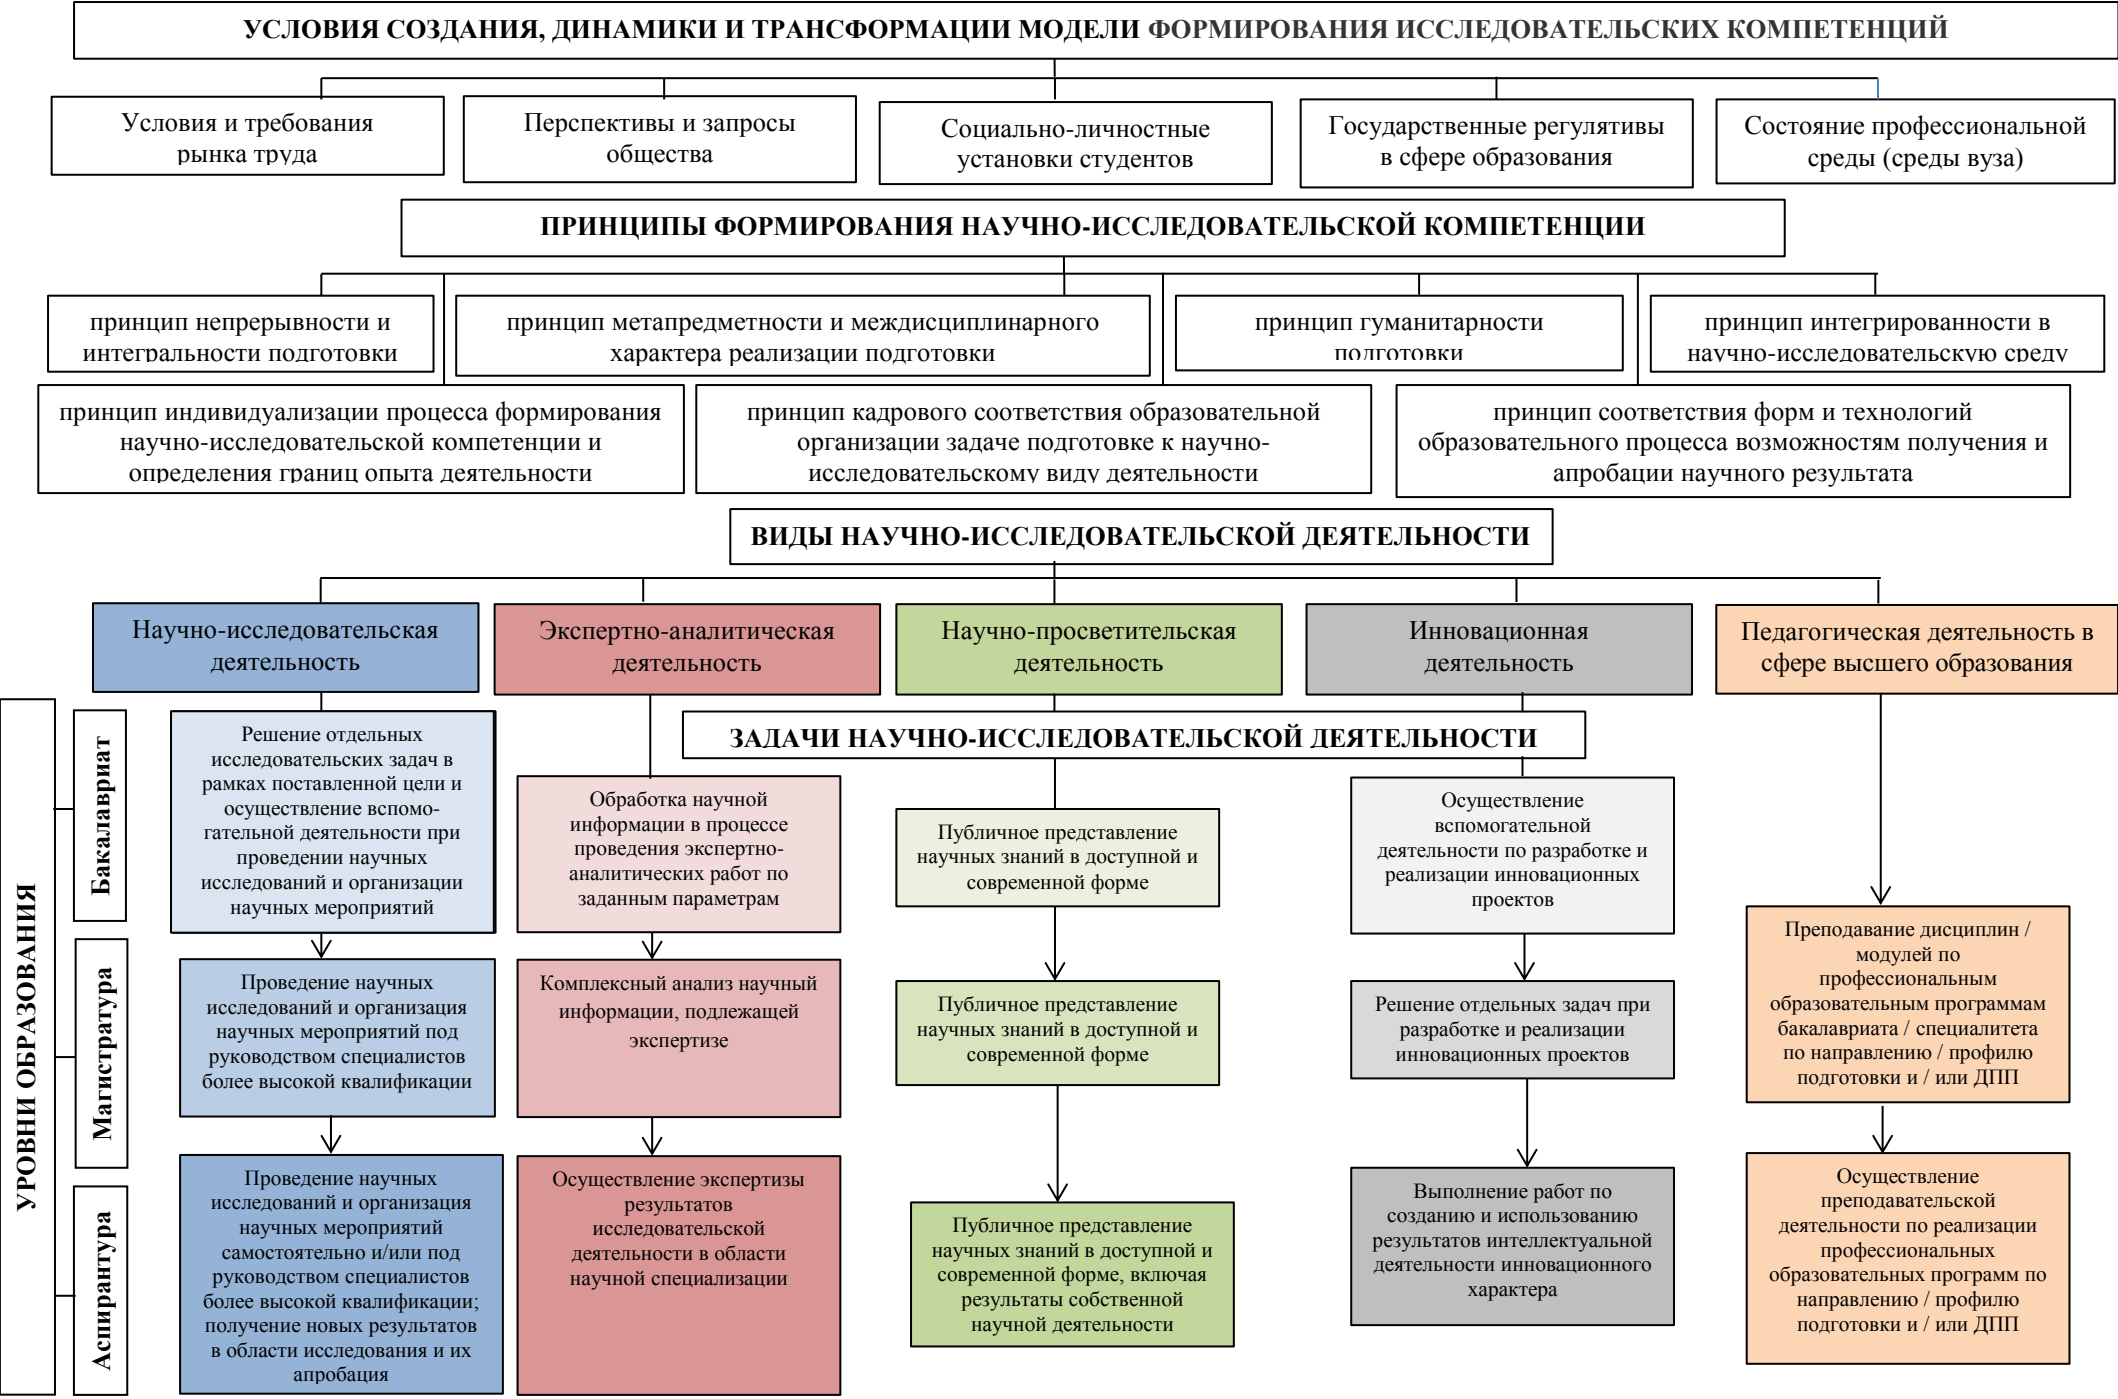 УСЛОВИЯ СОЗДАНИЯ, ДИНАМИКИ И ТРАНСФОРМАЦИИ МОДЕЛИ ФОРМИРОВАНИЯ ИССЛЕДОВАТЕЛЬСКИХ КОМПЕТЕНЦИЙ
Условия и требования
рынка труда
Перспективы и запросы
общества
Социально-личностные
установки студентов
Государственные регулятивы
в сфере образования
Состояние профессиональной
среды (среды вуза)
ПРИНЦИПЫ ФОРМИРОВАНИЯ НАУЧНО-ИССЛЕДОВАТЕЛЬСКОЙ КОМПЕТЕНЦИИ
принцип непрерывности и
интегральности подготовки
принцип метапредметности и междисциплинарного
характера реализации подготовки
принцип гуманитарности
подготовки
принцип интегрированности в
научно-исследовательскую среду
принцип индивидуализации процесса формирования
научно-исследовательской компетенции и
определения границ опыта деятельности
принцип кадрового соответствия образовательной
организации задаче подготовке к научно-
исследовательскому виду деятельности
принцип соответствия форм и технологий
образовательного процесса возможностям получения и
апробации научного результата
ВИДЫ НАУЧНО-ИССЛЕДОВАТЕЛЬСКОЙ ДЕЯТЕЛЬНОСТИ
Научно-исследовательская
деятельность
Экспертно-аналитическая
деятельность
Научно-просветительская
деятельность
Инновационная
деятельность
Педагогическая деятельность в
сфере высшего образования
ЗАДАЧИ НАУЧНО-ИССЛЕДОВАТЕЛЬСКОЙ ДЕЯТЕЛЬНОСТИ
УРОВНИ ОБРАЗОВАНИЯ
Бакалавриат
Решение отдельных
исследовательских задач в
рамках поставленной цели и
осуществление вспомо-
гательной деятельности при
проведении научных
исследований и организации
научных мероприятий
Обработка научной
информации в процессе
проведения экспертно-
аналитических работ по
заданным параметрам
Публичное представление
научных знаний в доступной и
современной форме
Осуществление
вспомогательной
деятельности по разработке и
реализации инновационных
проектов
Магистратура
Проведение научных
исследований и организация
научных мероприятий под
руководством специалистов
более высокой квалификации
Комплексный анализ научный
информации, подлежащей
экспертизе
Публичное представление
научных знаний в доступной и
современной форме
Решение отдельных задач при
разработке и реализации
инновационных проектов
Преподавание дисциплин /
модулей по
профессиональным
образовательным программам
бакалавриата / специалитета
по направлению / профилю
подготовки и / или ДПП
Аспирантура
Проведение научных
исследований и организация
научных мероприятий
самостоятельно и/или под
руководством специалистов
более высокой квалификации;
получение новых результатов
в области исследования и их
апробация
Осуществление экспертизы
результатов
исследовательской
деятельности в области
научной специализации
Публичное представление
научных знаний в доступной и
современной форме, включая
результаты собственной
научной деятельности
Выполнение работ по
созданию и использованию
результатов интеллектуальной
деятельности инновационного
характера
Осуществление
преподавательской
деятельности по реализации
профессиональных
образовательных программ по
направлению / профилю
подготовки и / или ДПП